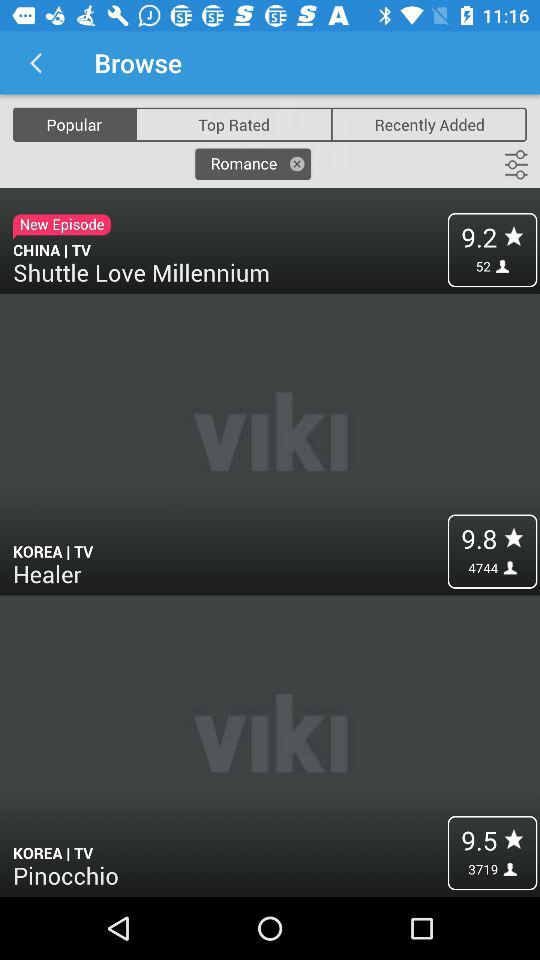 11:16
Browse
Popular Top Rated Recently Added
Romance
New Episode
CHINA | TV
Shuttle Love Millennium
9.2
52
viki
KOREA | TV
Healer
9.8
4744
viki
KOREA | TV
Pinocchio
9.5
3719